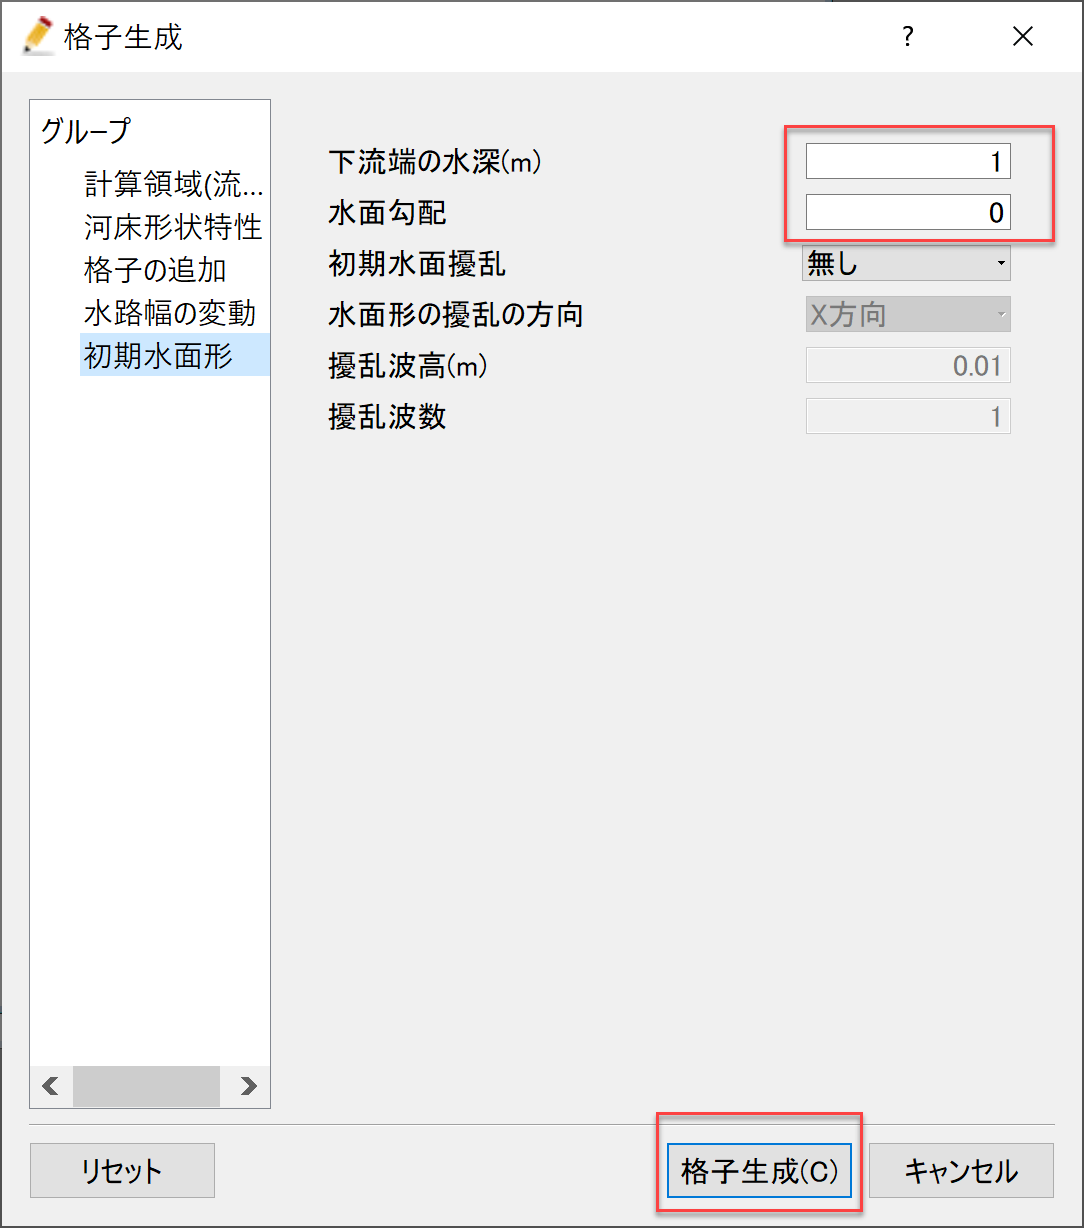 格子生成
?
グループ
計算領域(流...
河床形状特性
格子の追加
水路幅の変動
初期水面形
下流端の水深(m)
1
水面勾配
0
初期水面擾乱
無し
水面形の擾乱の方向
X方向
擾乱波高(m)
0.01
擾乱波数
1
リセット
格子生成(C)
キャンセル